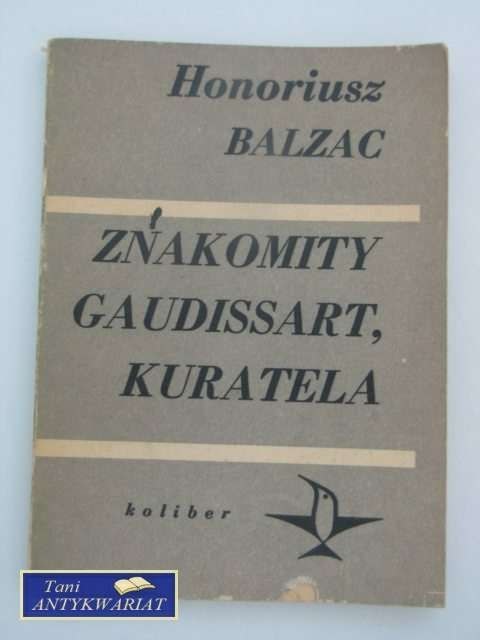 Honoriusz
BALZAC
ZNAKOMITY
GAUDISSART,
KURATELA
koliber
Tani
ANTYKWARIAT